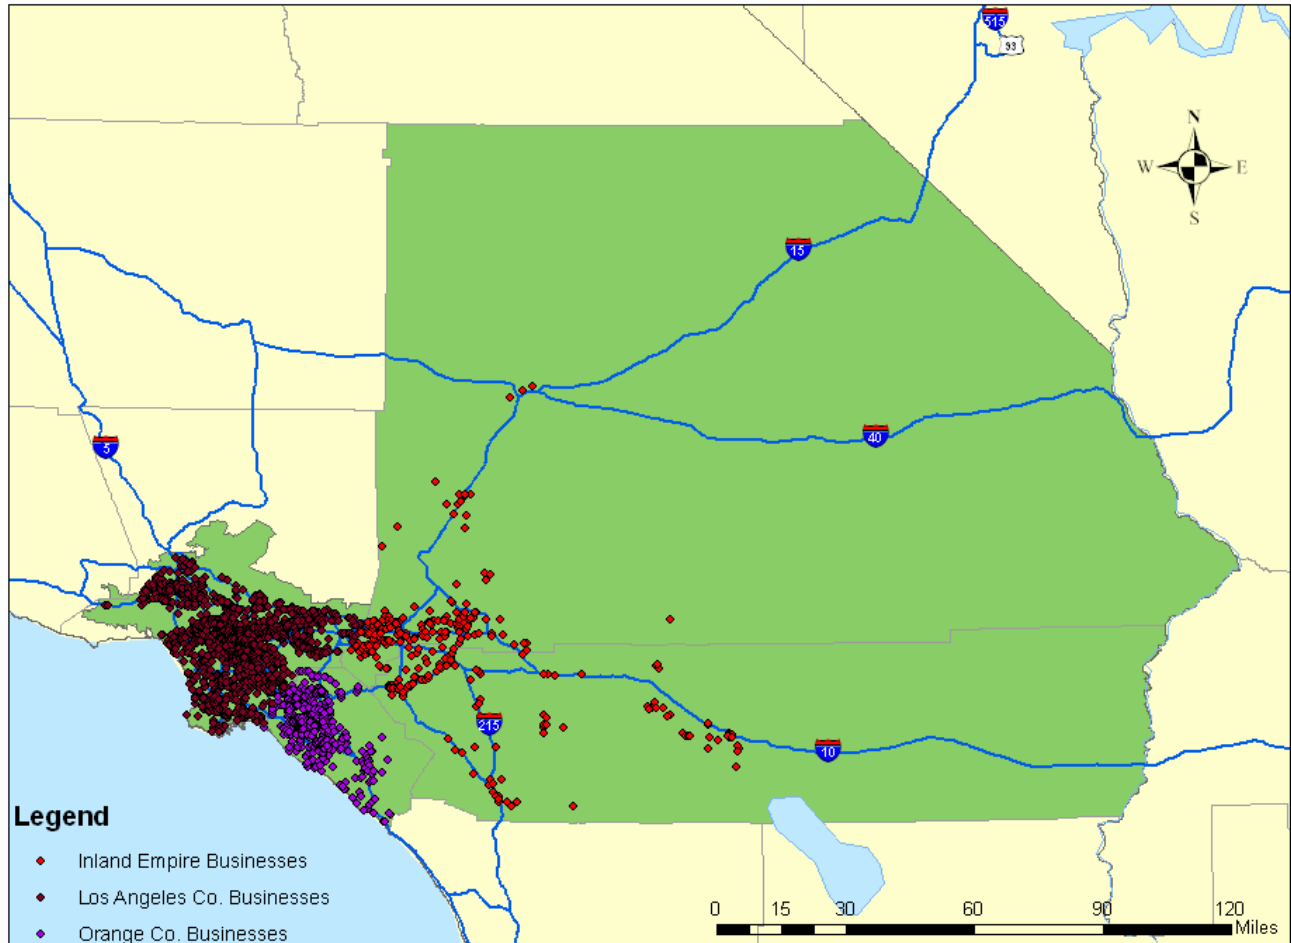 515
93
N
W E
S
15
5
40
215
10
Legend
Inland Empire Businesses
Los Angeles Co. Businesses
Orange Co. Businesses
0 15 30 60 90 120
Miles